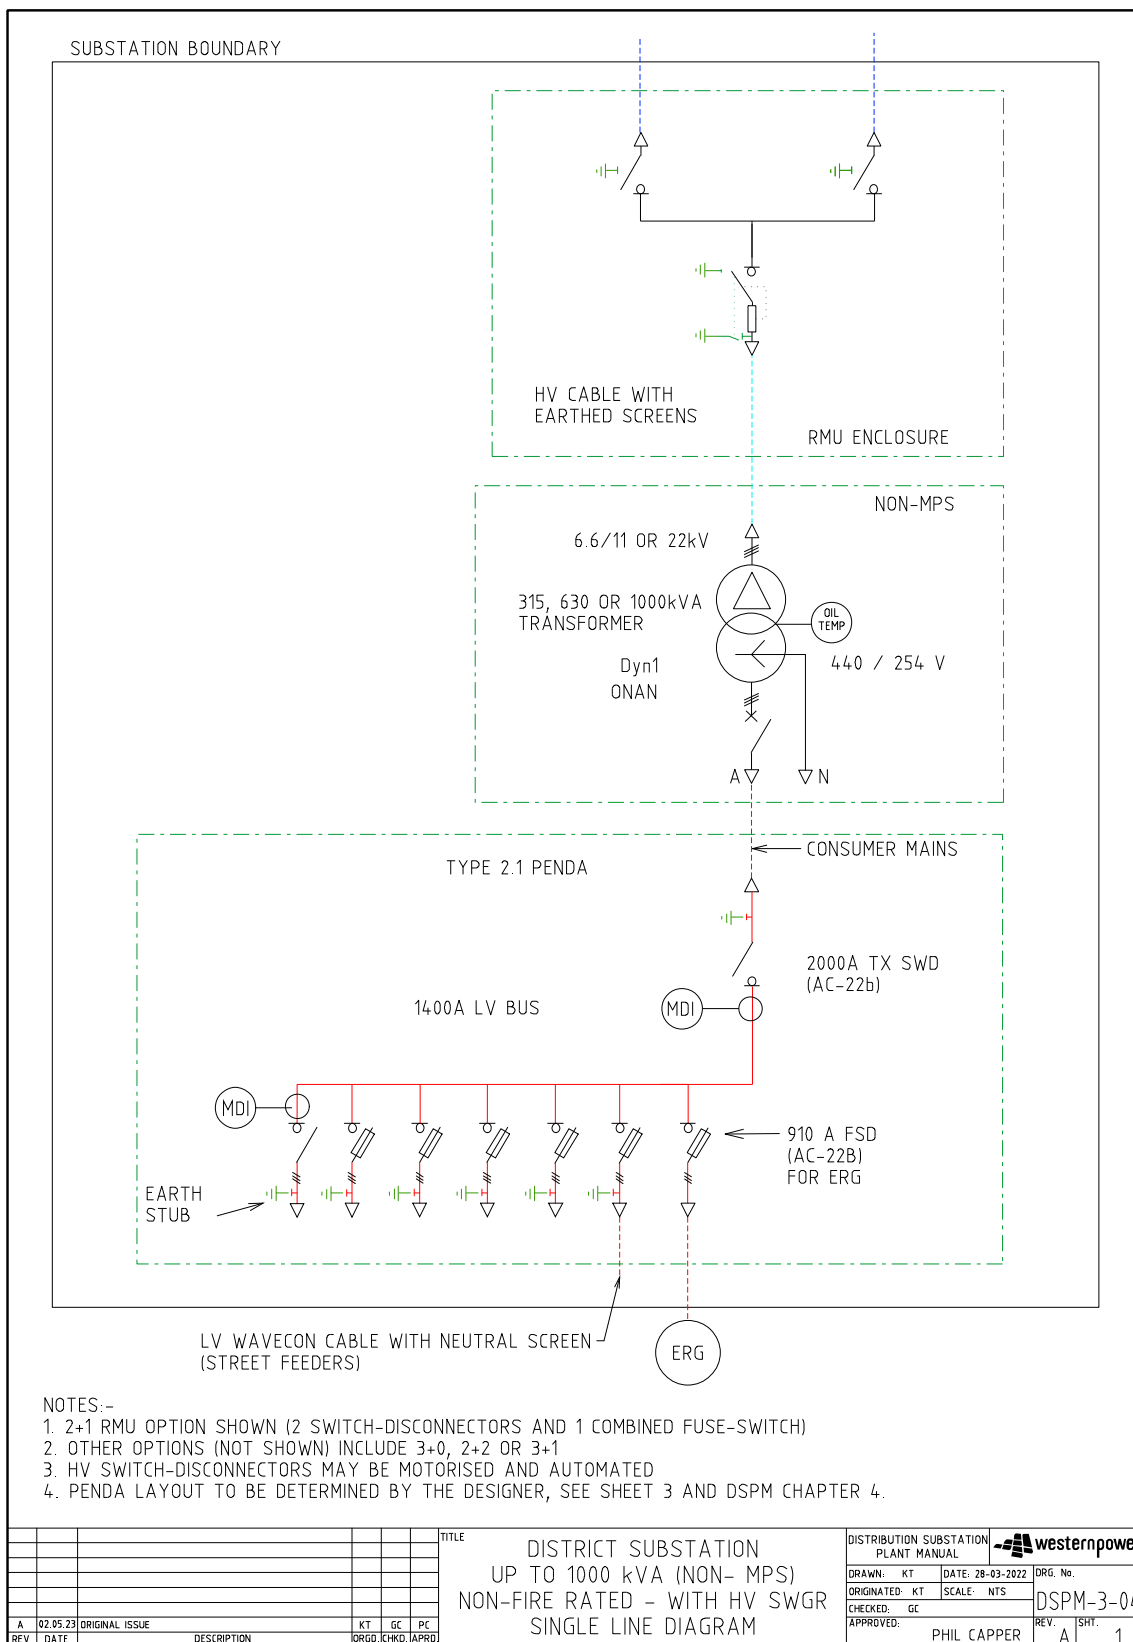 SUBSTATION BOUNDARY
HV CABLE WITH
EARTHED SCREENS
RMU ENCLOSURE
NON-MPS
6.6/11 OR 22kV
315, 630 OR 1000kVA
TRANSFORMER
OIL
TEMP
Dyn1
ONAN
440 / 254 V
A
N
CONSUMER MAINS
TYPE 2.1 PENDA
2000A TX SWD
(AC-22b)
1400A LV BUS
MDI
MDI
910 A FSD
(AC-22B)
FOR ERG
EARTH
STUB
LV WAVECON CABLE WITH NEUTRAL SCREEN
(STREET FEEDERS)
ERG
NOTES:-
1. 2+1 RMU OPTION SHOWN (2 SWITCH-DISCONNECTORS AND 1 COMBINED FUSE-SWITCH)
2. OTHER OPTIONS (NOT SHOWN) INCLUDE 3+0, 2+2 OR 3+1
3. HV SWITCH-DISCONNECTORS MAY BE MOTORISED AND AUTOMATED
4. PENDA LAYOUT TO BE DETERMINED BY THE DESIGNER, SEE SHEET 3 AND DSPM CHAPTER 4.
A 02.05.23 ORIGINAL ISSUE KT GC PC
REV DATE DESCRIPTION ORGD. CHKD. APRD
TITLE
DISTRICT SUBSTATION
UP TO 1000 kVA (NON- MPS)
NON-FIRE RATED - WITH HV SWGR
SINGLE LINE DIAGRAM
DISTRIBUTION SUBSTATION
PLANT MANUAL
westernpowe
DRAWN: KT DATE: 28-03-2022 DRG. No.
ORIGINATED: KT SCALE: NTS
DSPM-3-04
CHECKED: GC
APPROVED: PHIL CAPPER
REV. A SHT. 1